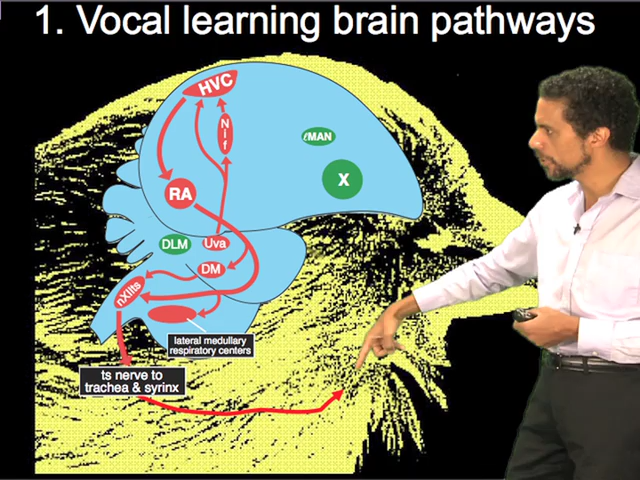 1. Vocal learning brain pathways
HVC
NIf
ℓMAN
X
RA
DLM
Uva
DM
nXIIts
lateral medullary
respiratory centers
ts nerve to
trachea & syrinx